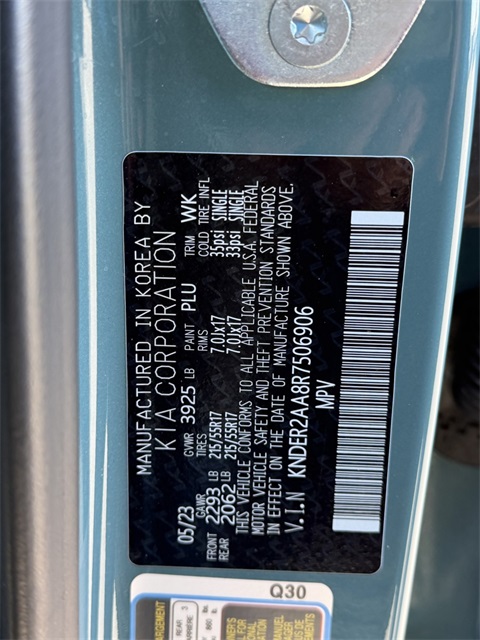 MANUFACTURED IN KOREA BY
KIA CORPORATION
05/23 GVWR 3925 LB PAINT PLU TRIM WK
GAWR TIRES RIMS COLD TIRE INFL
FRONT 2293 LB 215/55R17 7.0JX17 35psi SINGLE
REAR 2062 LB 215/55R17 7.0JX17 33psi SINGLE
THIS VEHICLE CONFORMS TO ALL APPLICABLE U.S.A. FEDERAL
MOTOR VEHICLE SAFETY AND THEFT PREVENTION STANDARDS
IN EFFECT ON THE DATE OF MANUFACTURE SHOWN ABOVE.
V.I.N KNDER2AA8R7506906
MPV
Q30
REAR 3